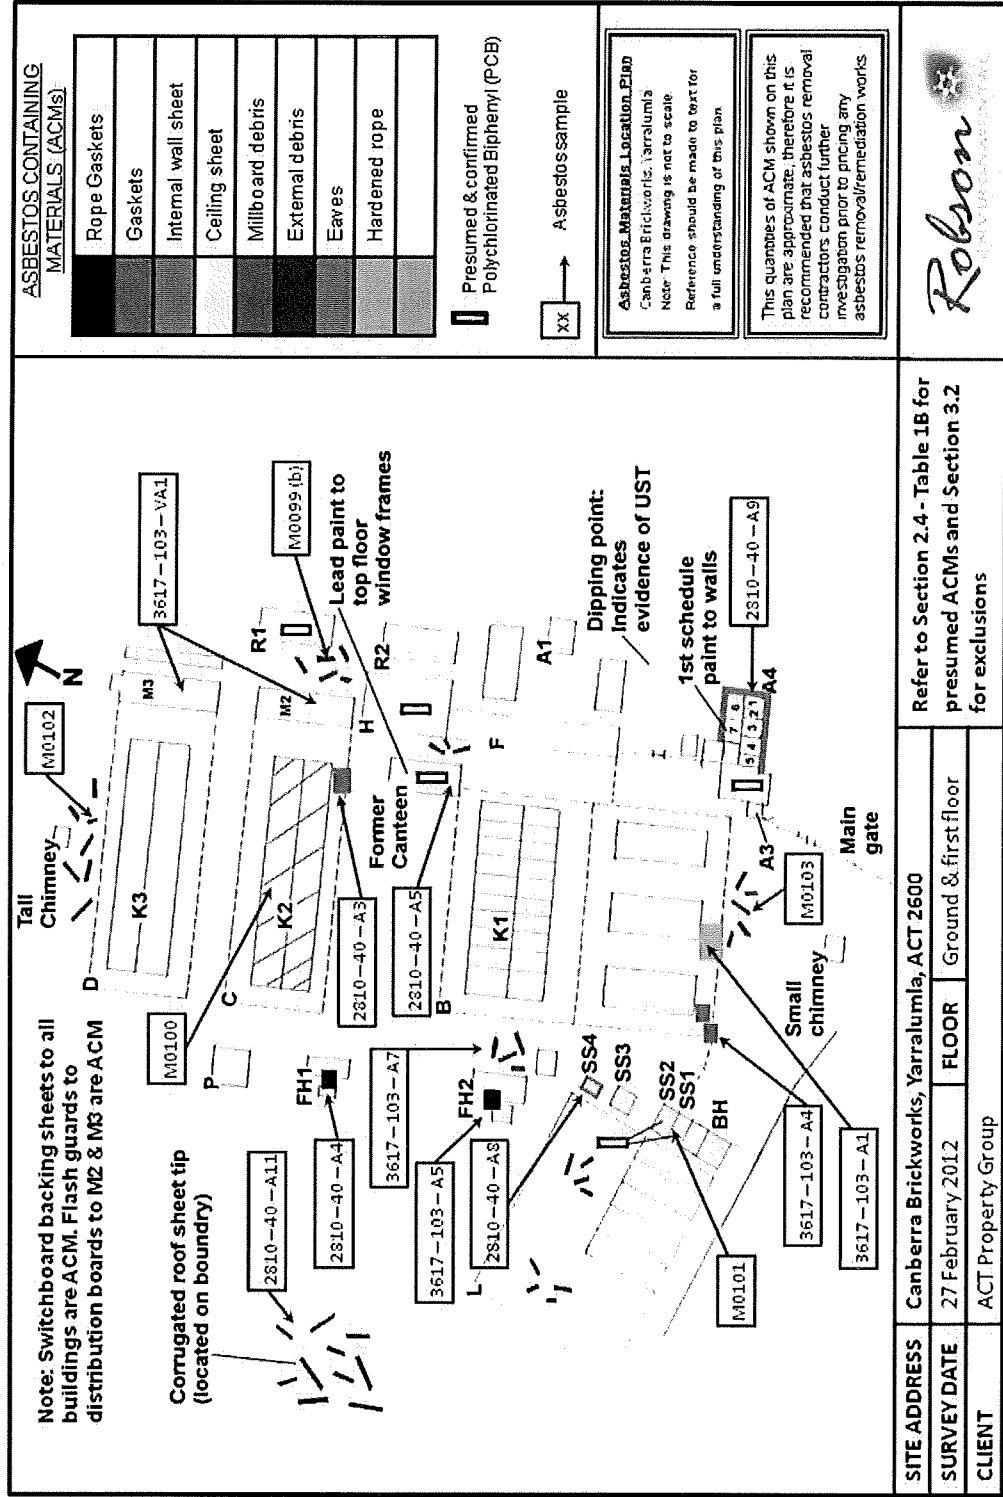 Note: Switchboard backing sheets to all
buildings are ACM. Flash guards to
distribution boards to M2 & M3 are ACM
Corrugated roof sheet tip
(located on boundry)
Tall
Chimney
M0102
N
3617-103-VA1
M0099(b)
Lead paint to
top floor
window frames
Dipping point:
Indicates
evidence of UST
1st schedule
paint to walls
2810-40-A9
M3
K3
D
M2
K2
C
R1
R2
H
P
M0100
2810-40-A3
Former
Canteen
2810-40-A5
B
K1
F
A1
A4
7
6
5
4
3
2
1
I
A3
Main
gate
M0103
Small
chimney
FH1
2810-40-A11
2810-40-A4
3617-103-A7
FH2
3617-103-A5
2810-40-A8
L
SS4
SS3
SS2
SS1
BH
M0101
3617-103-A4
3617-103-A1
ASBESTOS CONTAINING
MATERIALS (ACMs)
Rope Gaskets
Gaskets
Internal wall sheet
Ceiling sheet
Millboard debris
External debris
Eaves
Hardened rope
Presumed & confirmed
Polychlorinated Biphenyl (PCB)
xx
Asbestossample
Asbestos Materials Location Plan
Canberra Brickworks, Yarralumla
Note: This drawing is not to scale.
Reference should be made to text for
a full understanding of this plan
This quantities of ACM shown on this
plan are approximate, therefore it is
recommended that asbestos removal
contractors conduct further
investigation prior to pricing any
asbestos removal/remediation works
SITE ADDRESS
Canberra Brickworks, Yarralumla, ACT 2600
SURVEY DATE
27 February 2012
FLOOR
Ground & first floor
CLIENT
ACT Property Group
Refer to Section 2.4 - Table 1B for
presumed ACMs and Section 3.2
for exclusions
Robson
ENVIRONMENTAL